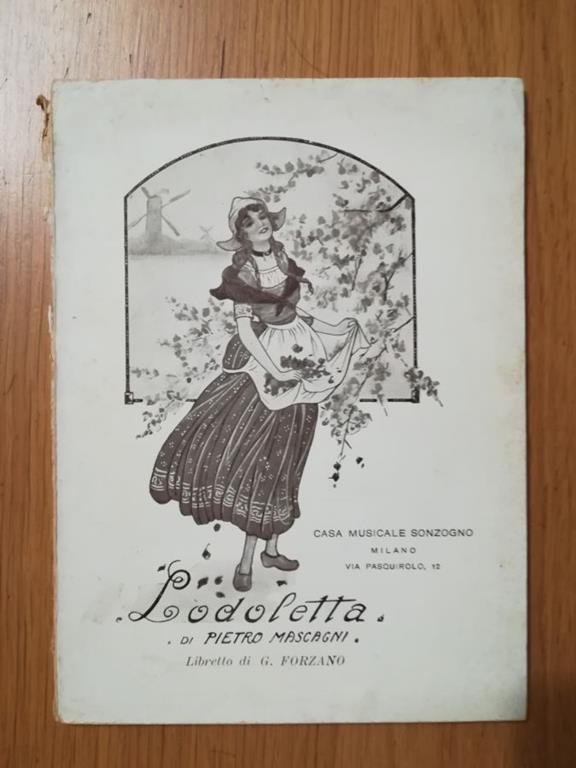 CASA MUSICALE SONZOGNO
MILANO
VIA PASQUIROLO, 12
. Lodoletta .
. DI PIETRO MASCAGNI .
Libretto di G. FORZANO